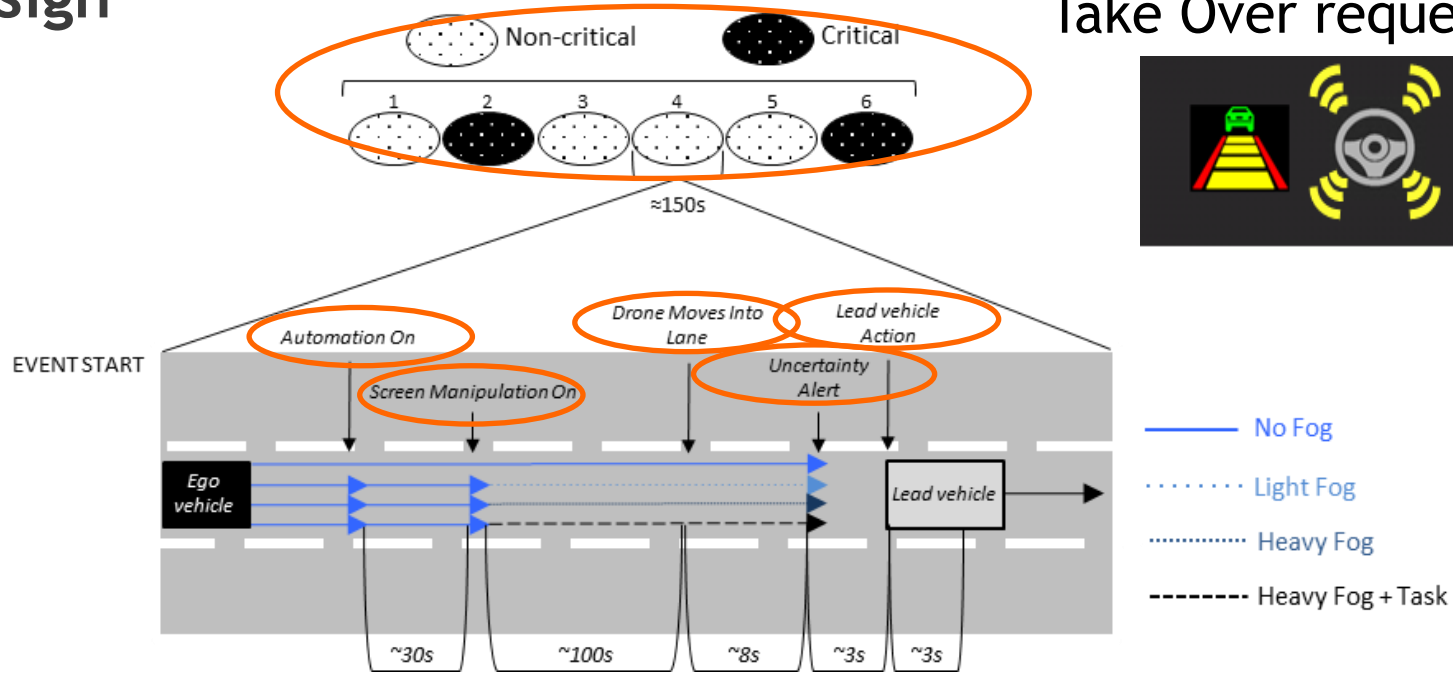 Take Over reque
Non-critical
Critical
1 2 3 4 5 6
≈150s
Automation On
Drone Moves Into
Lane
Lead vehicle
Action
EVENT START
Screen Manipulation On
Uncertainty
Alert
Ego
vehicle
Lead vehicle
No Fog
Light Fog
Heavy Fog
Heavy Fog + Task
~30s
~100s
~8s
~3s
~3s